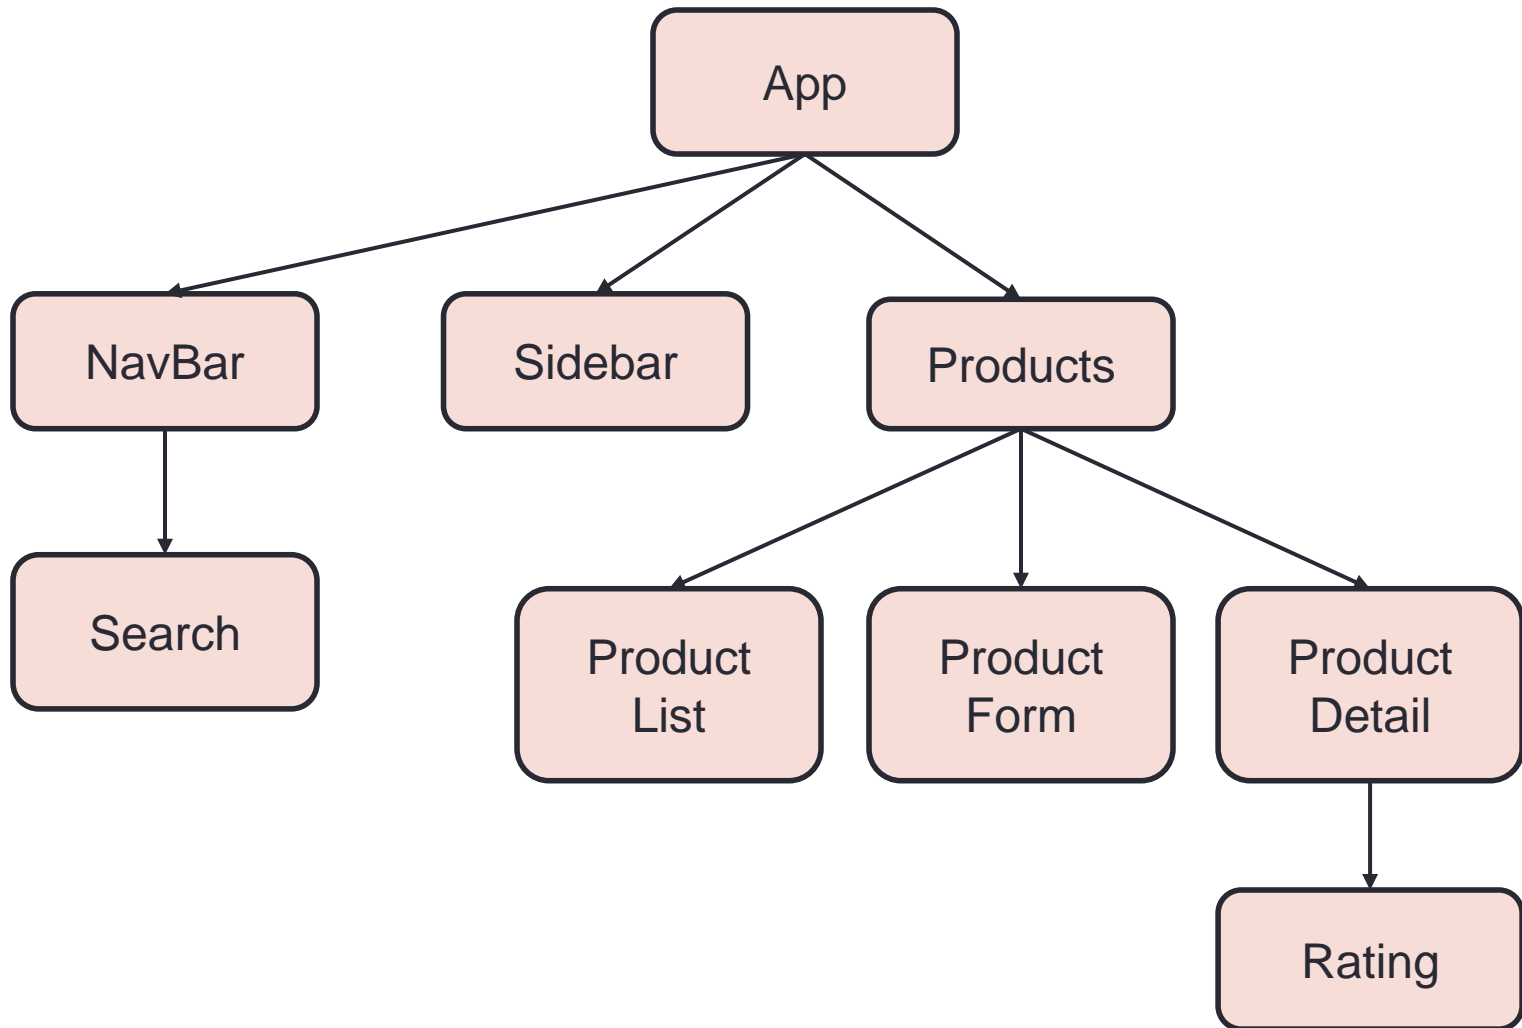 App
NavBar
Sidebar
Products
Search
Product
List
Product
Form
Product
Detail
Rating